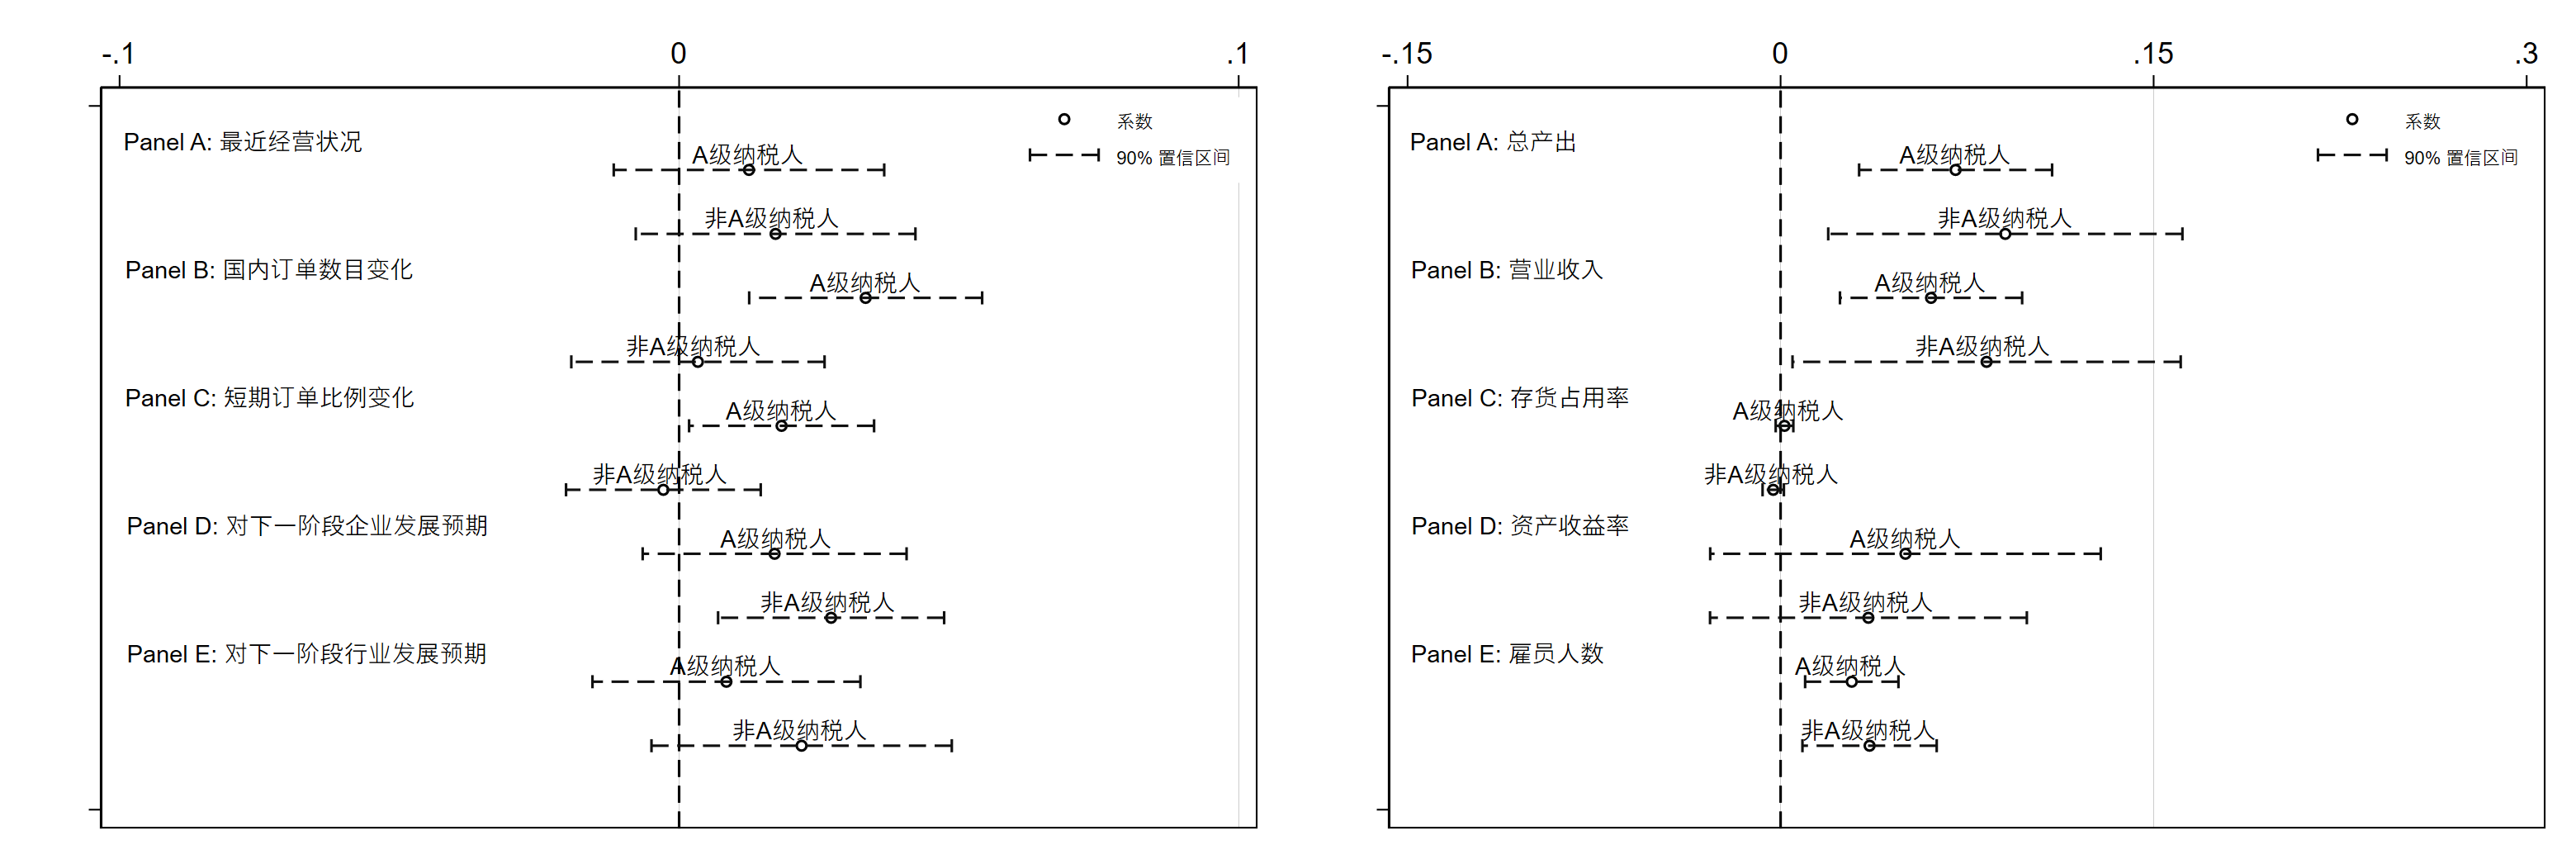 -.1 0 .1
系数
90% 置信区间
Panel A: 最近经营状况
A级纳税人
非A级纳税人
Panel B: 国内订单数目变化
A级纳税人
非A级纳税人
Panel C: 短期订单比例变化
A级纳税人
非A级纳税人
Panel D: 对下一阶段企业发展预期
A级纳税人
非A级纳税人
Panel E: 对下一阶段行业发展预期
A级纳税人
非A级纳税人
-.15 0 .15 .3
系数
90% 置信区间
Panel A: 总产出
A级纳税人
非A级纳税人
Panel B: 营业收入
A级纳税人
非A级纳税人
Panel C: 存货占用率
A级纳税人
非A级纳税人
Panel D: 资产收益率
A级纳税人
非A级纳税人
Panel E: 雇员人数
A级纳税人
非A级纳税人